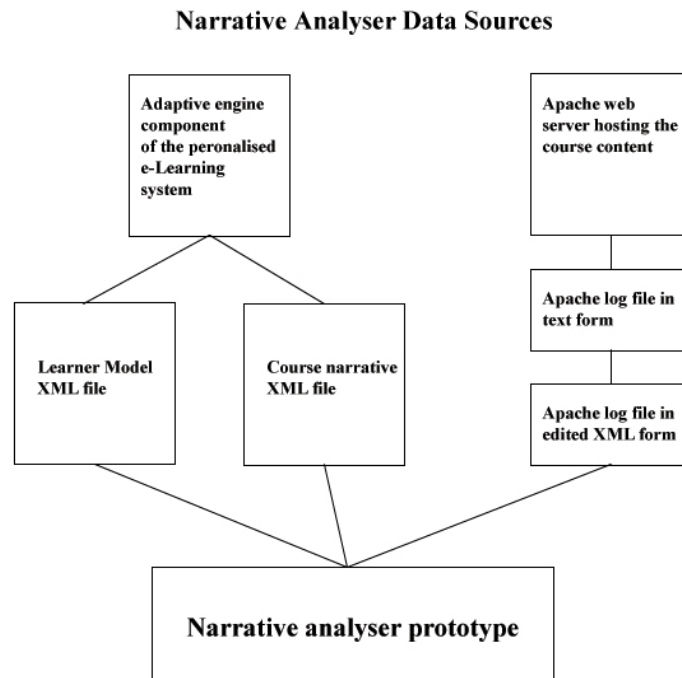 Narrative Analyser Data Sources
Adaptive engine
component
of the peronalised
e-Learning
system
Apache web
server hosting the
course content
Learner Model
XML file
Course narrative
XML file
Apache log file in
text form
Apache log file in
edited XML form
Narrative analyser prototype